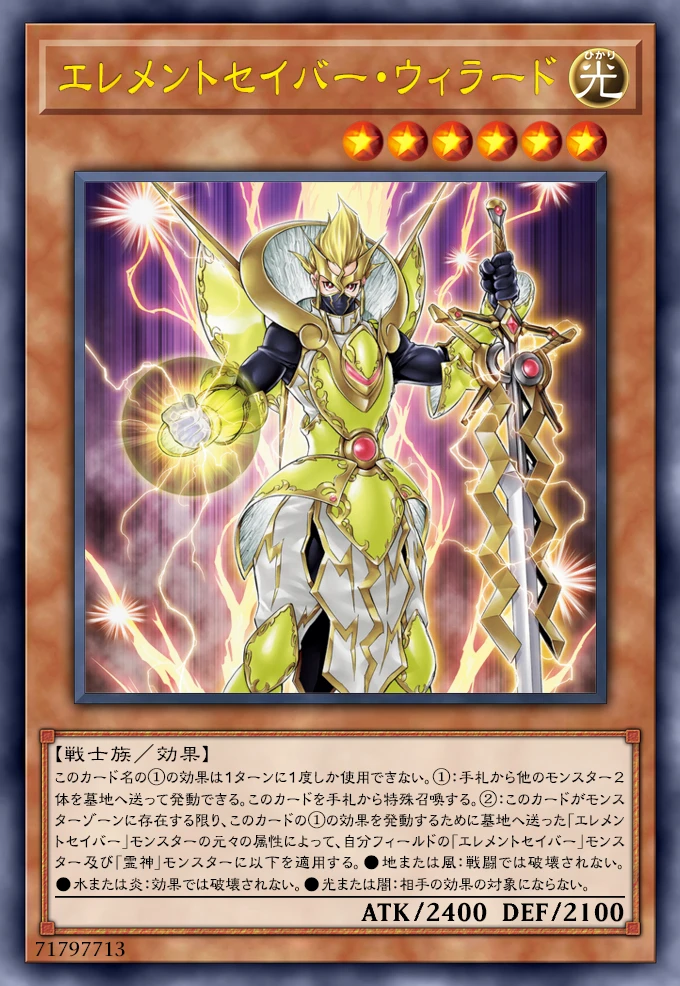 エレメントセイバー・ウィラード
ひかり
光
【戦士族／効果】
このカード名の①の効果は1ターンに1度しか使用できない。①：手札から他のモンスター2
体を墓地へ送って発動できる。このカードを手札から特殊召喚する。②：このカードがモンス
ターゾーンに存在する限り、このカードの①の効果を発動するために墓地へ送った「エレメン
トセイバー」モンスターの元々の属性によって、自分フィールドの「エレメントセイバー」モンス
ター及び「霊神」モンスターに以下を適用する。●地または風：戦闘では破壊されない。
●水または炎：効果では破壊されない。●光または闇：相手の効果の対象にならない。
ATK/2400 DEF/2100
71797713